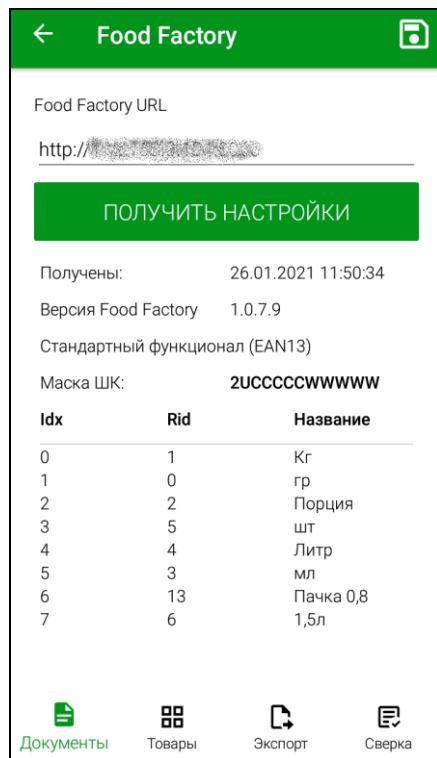 Food Factory
Food Factory URL
http://
ПОЛУЧИТЬ НАСТРОЙКИ
Получены: 26.01.2021 11:50:34
Версия Food Factory 1.0.7.9
Стандартный функционал (EAN13)
Маска ШК: 2UCCCCCWWWWW
Idx Rid Название
0 1 Кг
1 0 гр
2 2 Порция
3 5 шт
4 4 Литр
5 3 мл
6 13 Пачка 0,8
7 6 1,5л
Документы Товары Экспорт Сверка